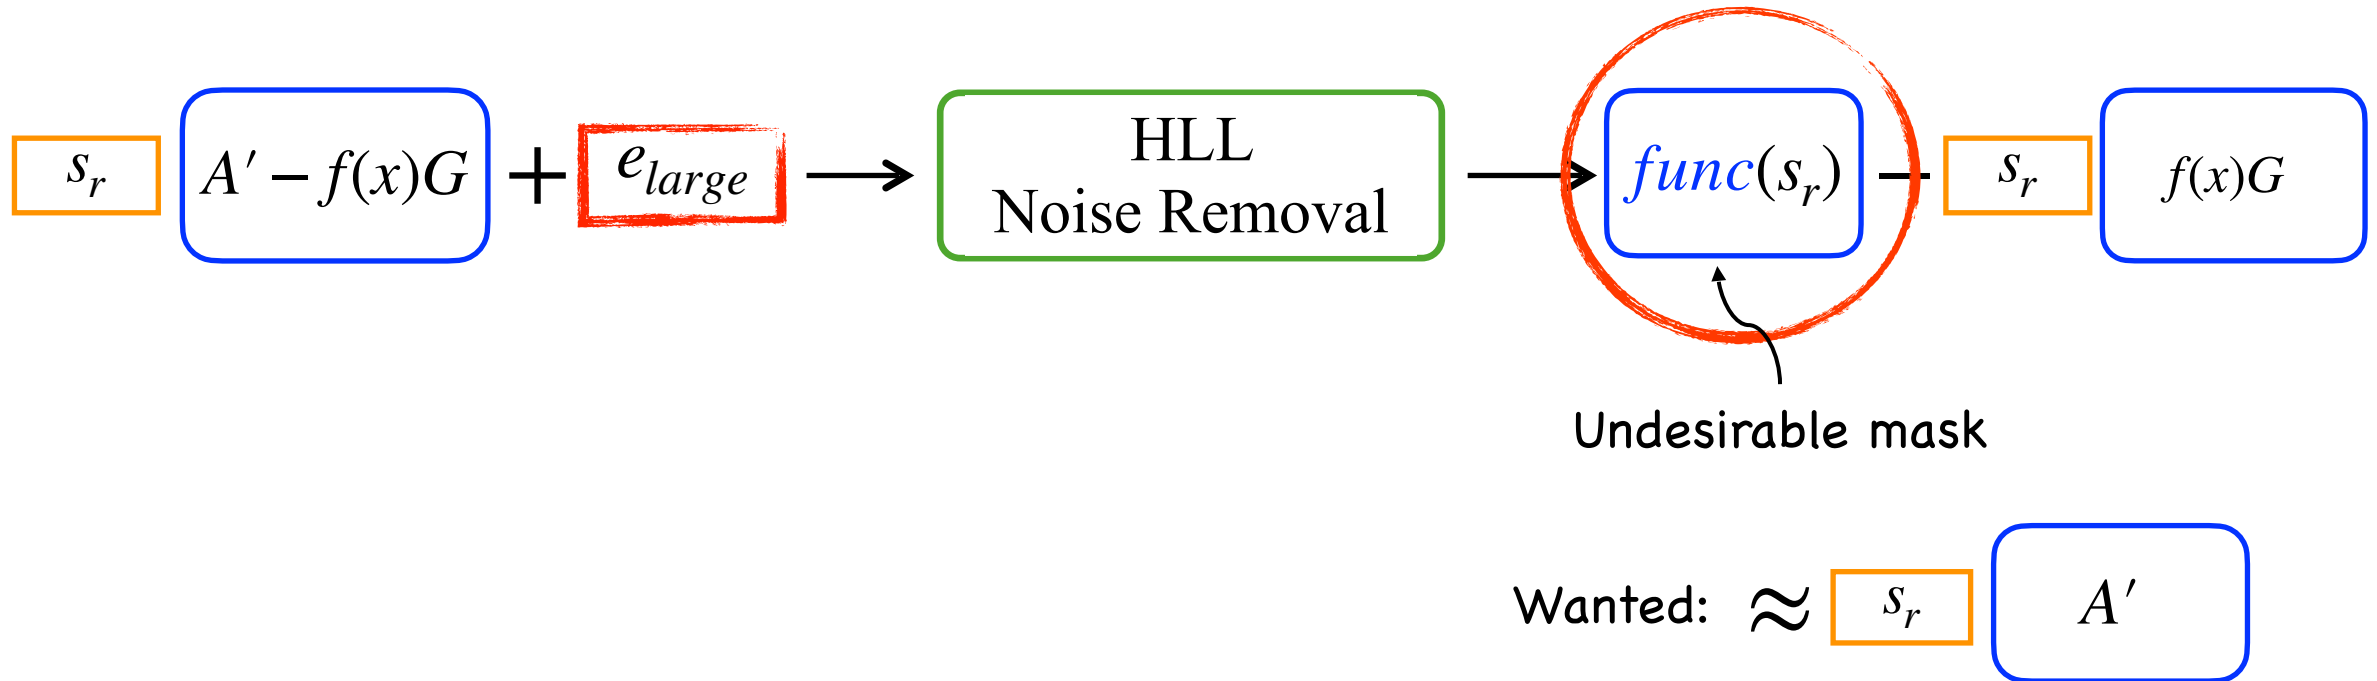 s_r A′ − f(x)G + e_large → HLL
Noise Removal → func(s_r) − s_r f(x)G
Undesirable mask
Wanted: ≈ s_r A′